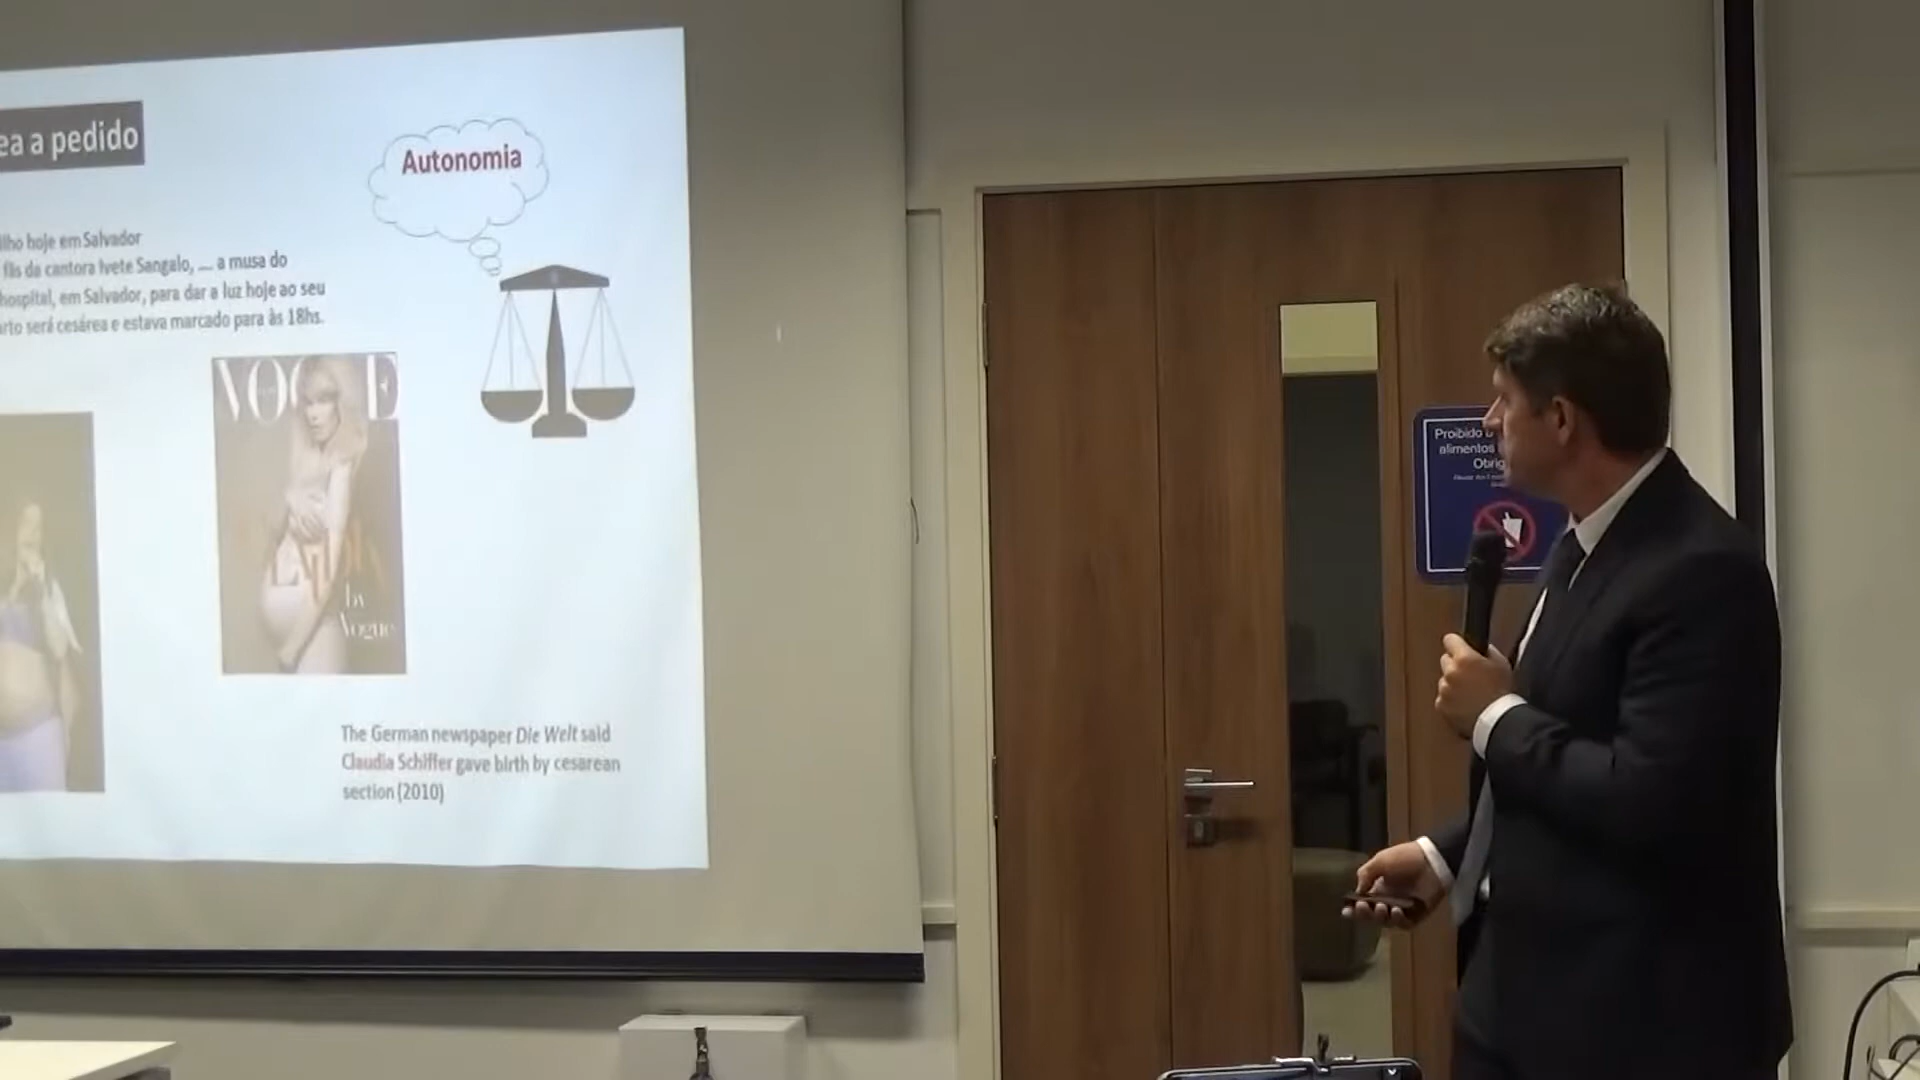 ea a pedido
Autonomia
ilho hoje em Salvador
fãs da cantora Ivete Sangalo, ... a musa do
hospital, em Salvador, para dar a luz hoje ao seu
arto será cesárea e estava marcado para às 18hs.
VOGUE
by
Vogue
The German newspaper Die Welt said
Claudia Schiffer gave birth by cesarean
section (2010)
Proibido
alimentos
Obrig